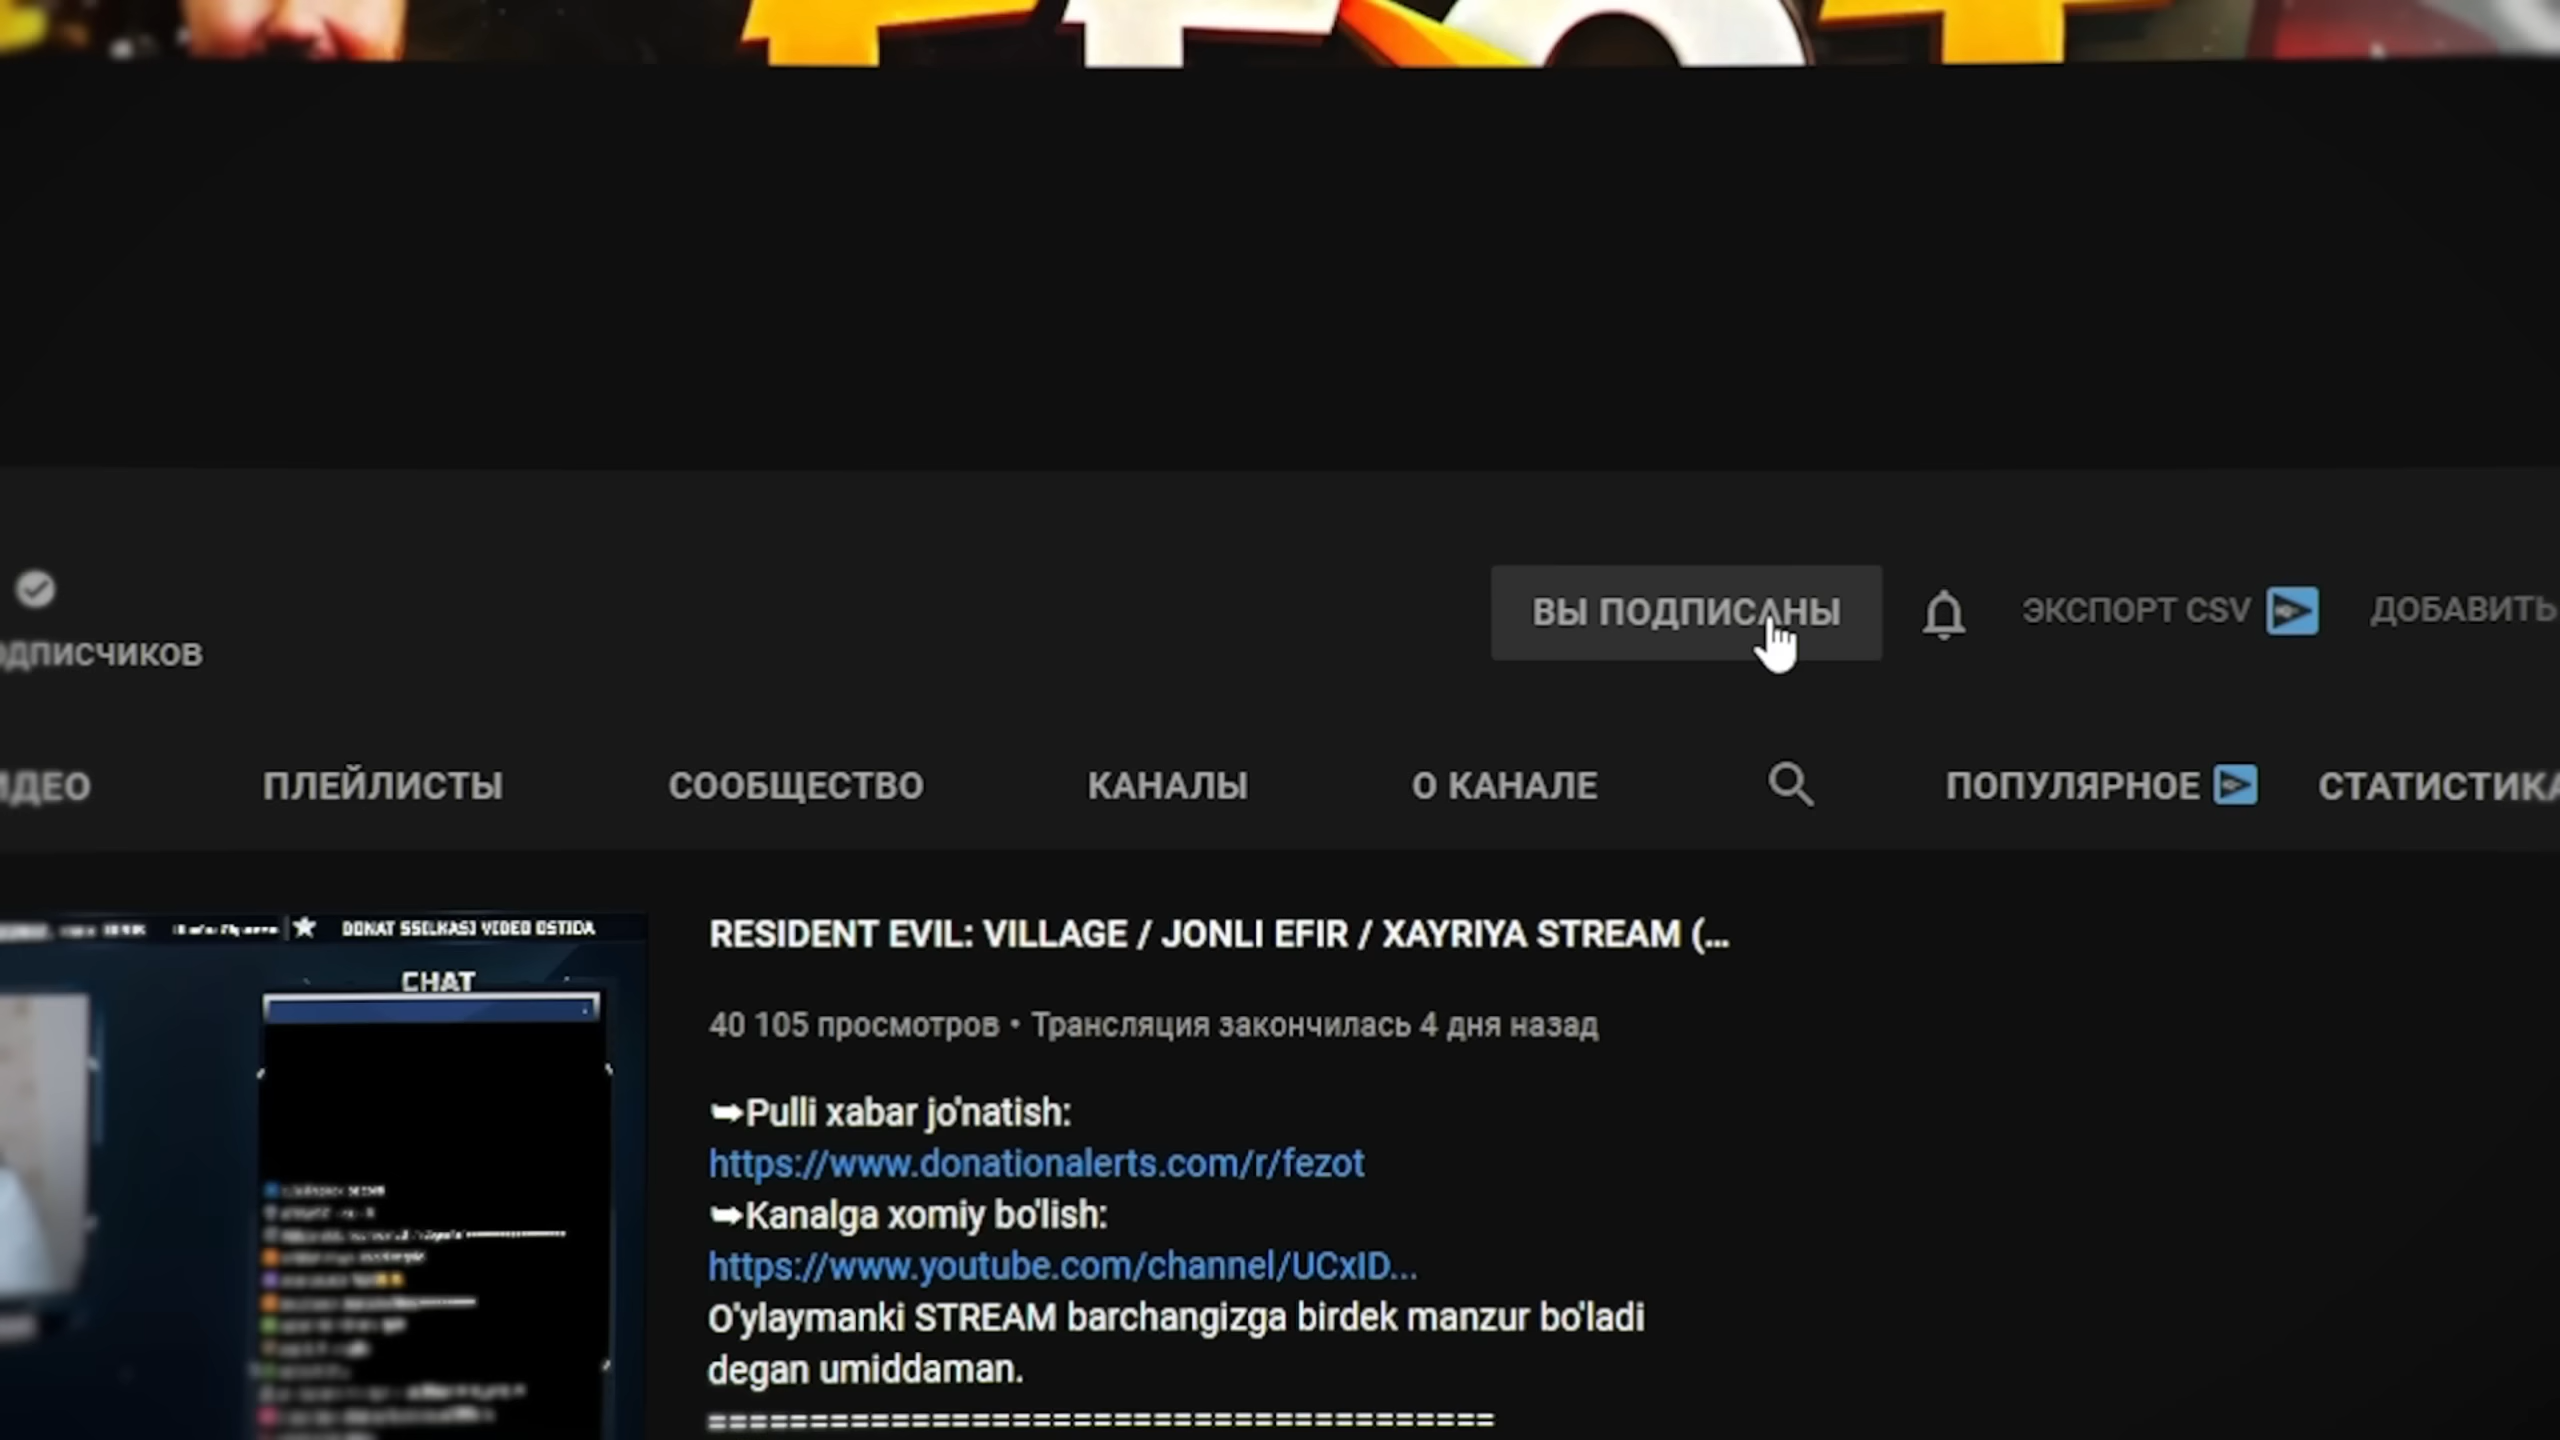 ВЫ ПОДПИСАНЫ
ЭКСПОРТ CSV
ДОБАВИТЬ
одписчиков
ИДЕО
ПЛЕЙЛИСТЫ
СООБЩЕСТВО
КАНАЛЫ
О КАНАЛЕ
ПОПУЛЯРНОЕ
СТАТИСТИКА
DONAT SSILKASI VIDEO OSTIDA
CHAT
RESIDENT EVIL: VILLAGE / JONLI EFIR / XAYRIYA STREAM (...
40 105 просмотров • Трансляция закончилась 4 дня назад
➥Pulli xabar jo'natish:
https://www.donationalerts.com/r/fezot
➥Kanalga xomiy bo'lish:
https://www.youtube.com/channel/UCxID...
O'ylaymanki STREAM barchangizga birdek manzur bo'ladi
degan umiddaman.
======================================